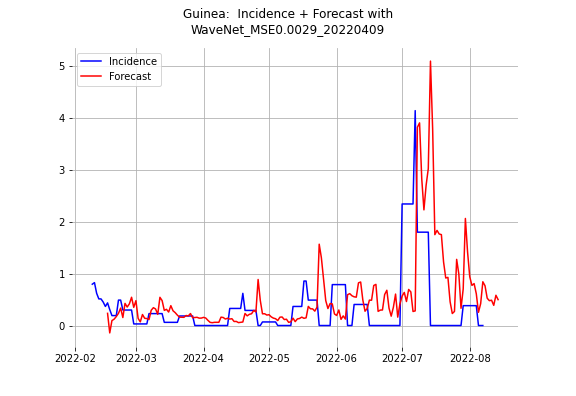 Guinea:  Incidence + Forecast with
WaveNet_MSE0.0029_20220409
Incidence
Forecast
5
4
3
2
1
0
2022-02 2022-03 2022-04 2022-05 2022-06 2022-07 2022-08